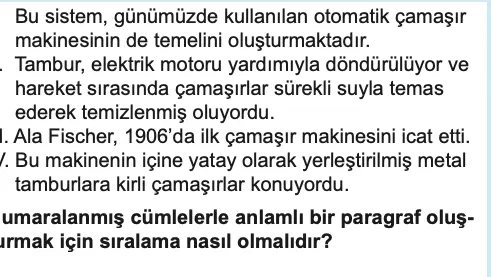 Bu sistem, günümüzde kullanılan otomatik çamaşır
makinesinin de temelini oluşturmaktadır.
. Tambur, elektrik motoru yardımıyla döndürülüyor ve
hareket sırasında çamaşırlar sürekli suyla temas
ederek temizlenmiş oluyordu.
I. Ala Fischer, 1906’da ilk çamaşır makinesini icat etti.
V. Bu makinenin içine yatay olarak yerleştirilmiş metal
tamburlara kirli çamaşırlar konuyordu.
umaralanmış cümlelerle anlamlı bir paragraf oluş-
urmak için sıralama nasıl olmalıdır?